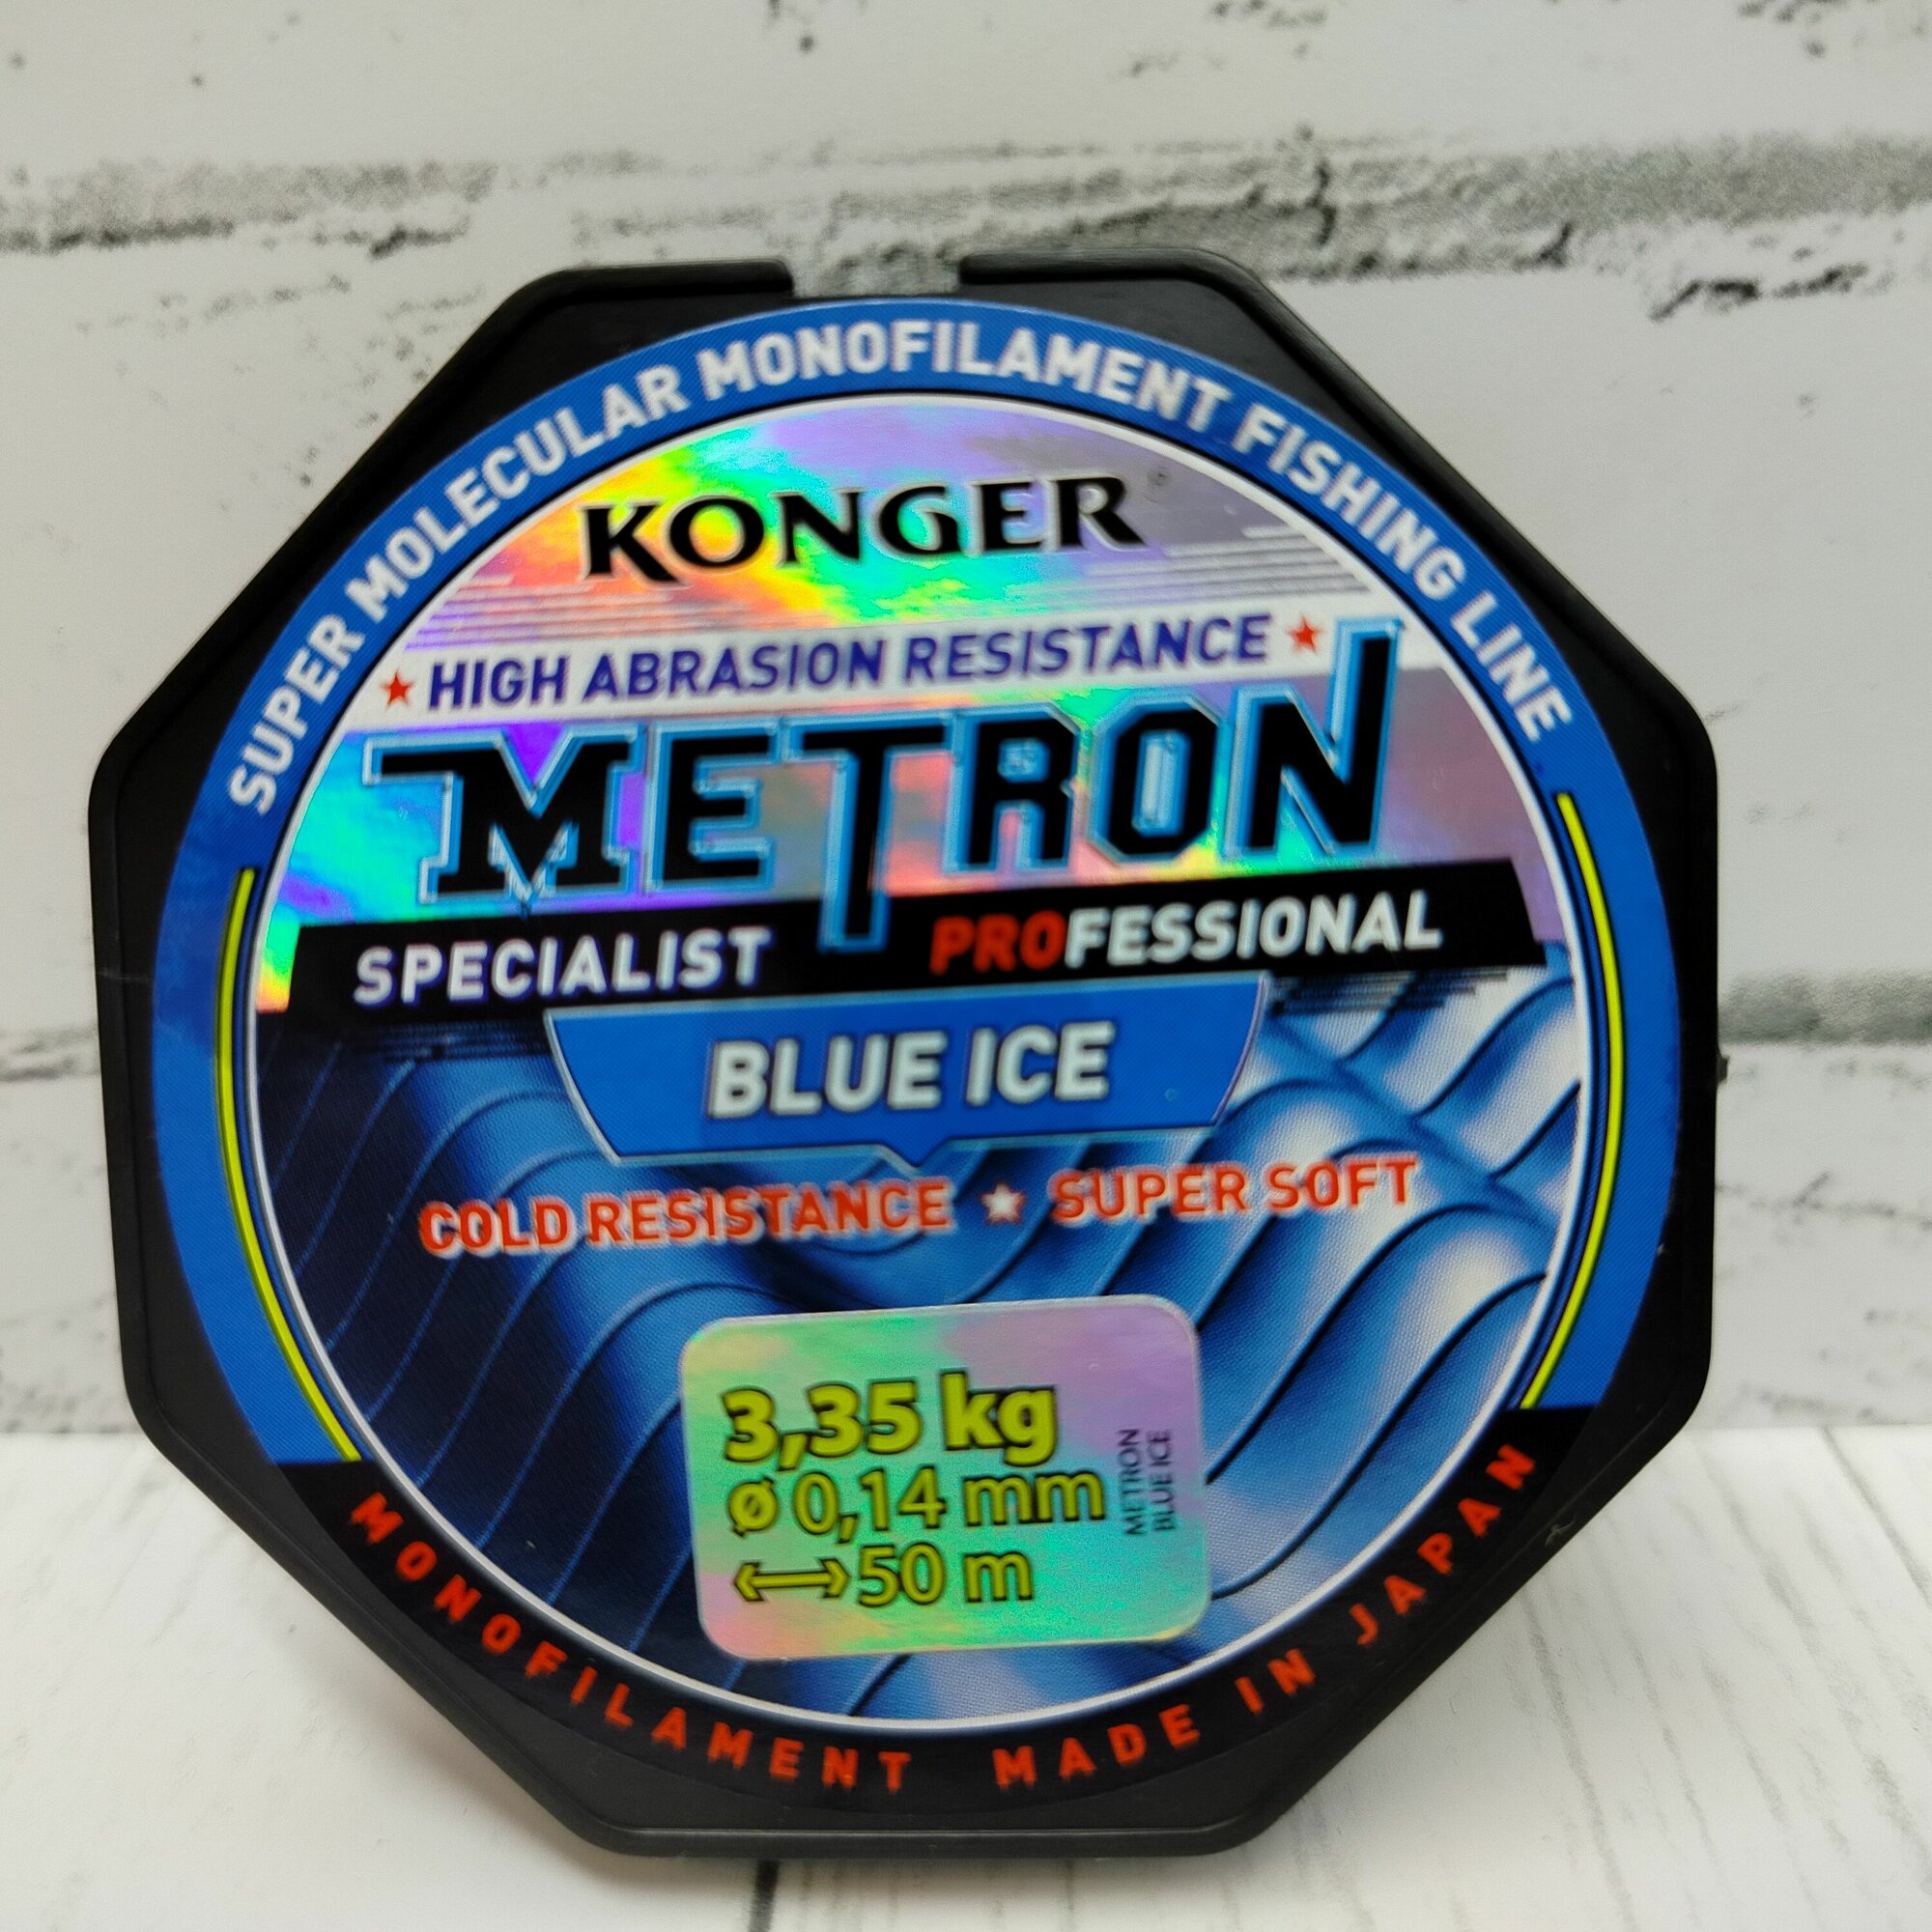 SUPER MOLECULAR MONOFILAMENT FISHING LINE
KONGER
HIGH ABRASION RESISTANCE
METRON
SPECIALIST PROFESSIONAL
BLUE ICE
COLD RESISTANCE ★ SUPER SOFT
3,35 kg
ø 0,14 mm
50 m
METRON
BLUE ICE
MONOFILAMENT MADE IN JAPAN